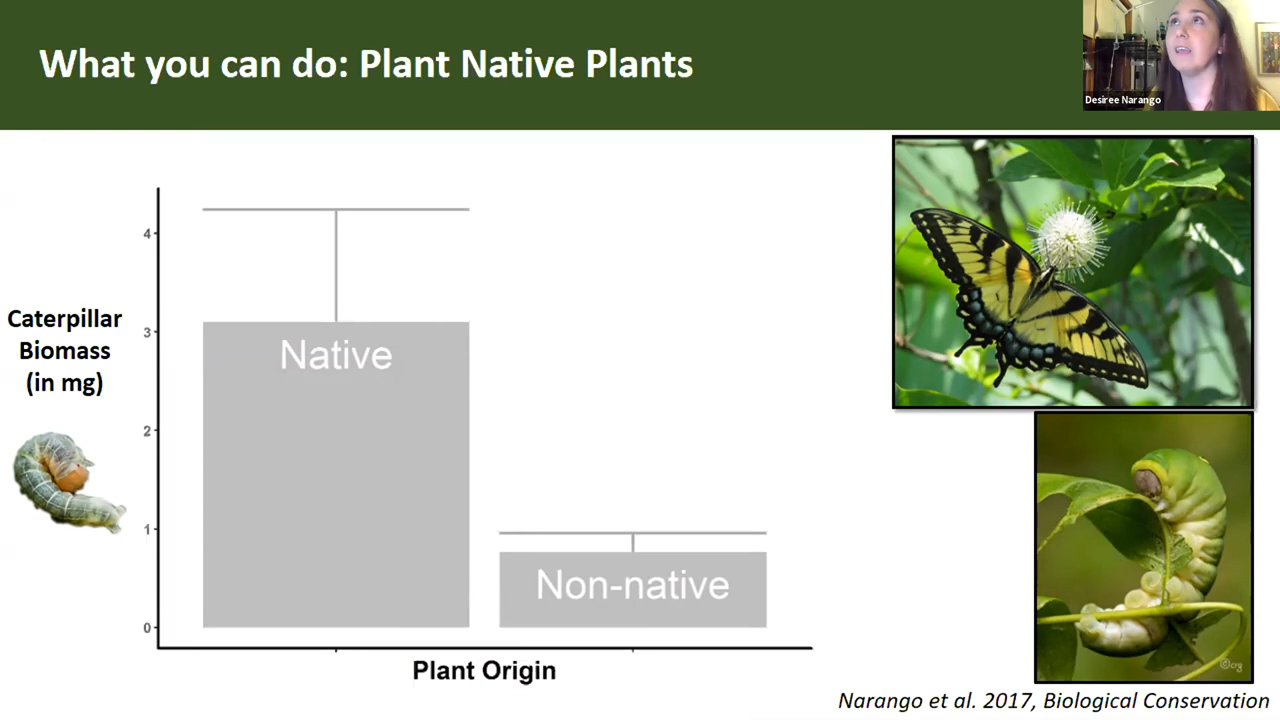 What you can do: Plant Native Plants
Desiree Narango
4
3
2
1
0
Caterpillar
Biomass
(in mg)
Native
Non-native
Plant Origin
©crg
Narango et al. 2017, Biological Conservation